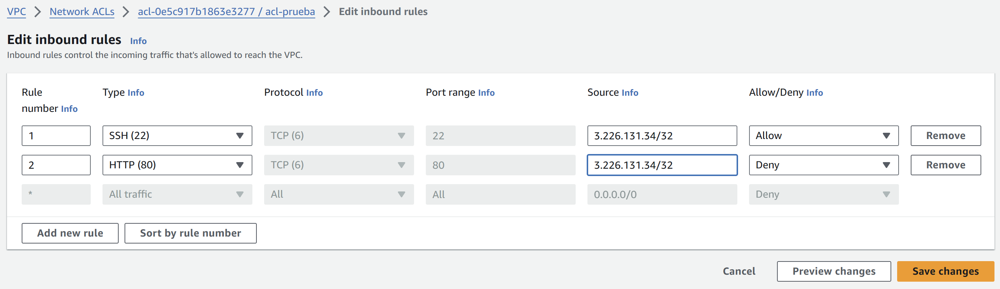 VPC > Network ACLs > acl-0e5c917b1863e3277 / acl-prueba > Edit inbound rules
Edit inbound rules Info
Inbound rules control the incoming traffic that's allowed to reach the VPC.
Rule number Info Type Info Protocol Info Port range Info Source Info Allow/Deny Info
1 SSH (22) TCP (6) 22 3.226.131.34/32 Allow Remove
2 HTTP (80) TCP (6) 80 3.226.131.34/32 Deny Remove
* All traffic All All 0.0.0.0/0 Deny
Add new rule Sort by rule number
Cancel Preview changes Save changes